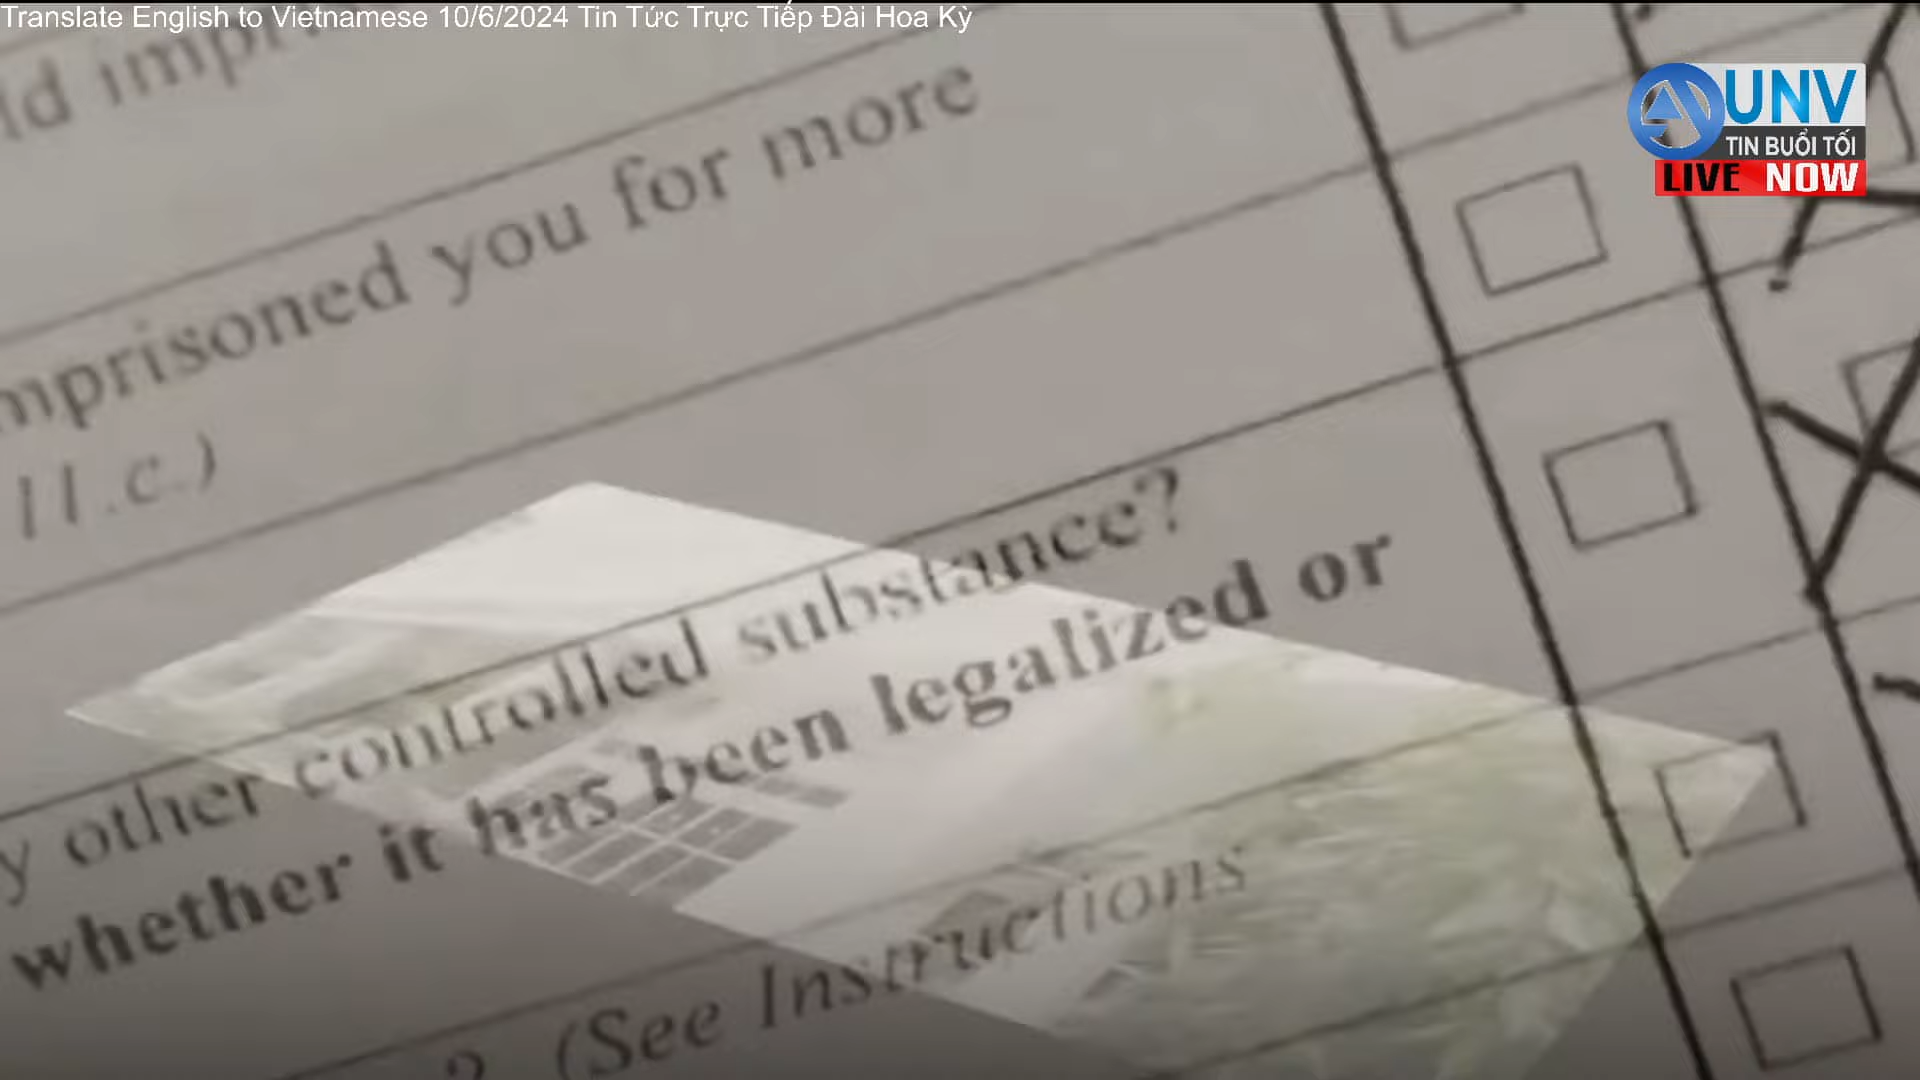 Translate English to Vietnamese 10/6/2024 Tin Tức Trực Tiếp Đài Hoa Kỳ
UNV
TIN BUỔI TỐI
LIVE NOW
you for more
11.c.)
other controlled substance?
whether it has been legalized or
(See Instructions